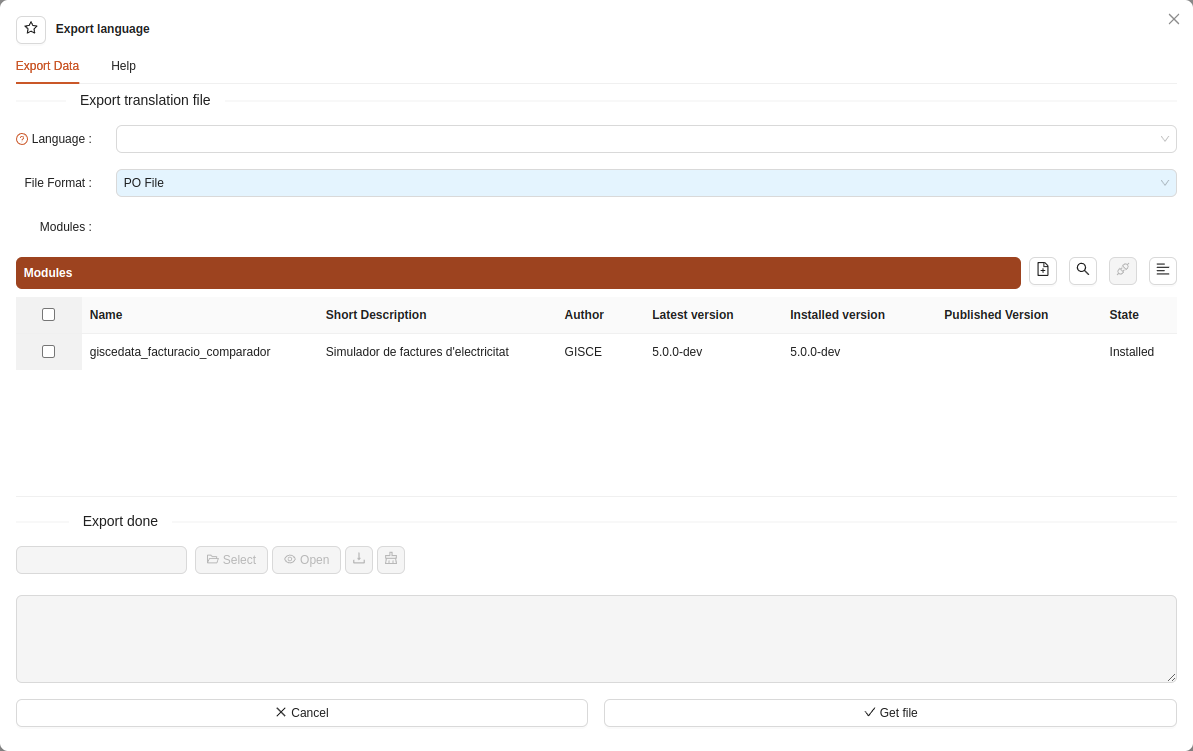 Export language
Export Data Help
Export translation file
Language :
File Format : PO File
Modules :
Modules
Name Short Description Author Latest version Installed version Published Version State
giscedata_facturacio_comparador Simulador de factures d'electricitat GISCE 5.0.0-dev 5.0.0-dev Installed
Export done
Select Open
Cancel Get file